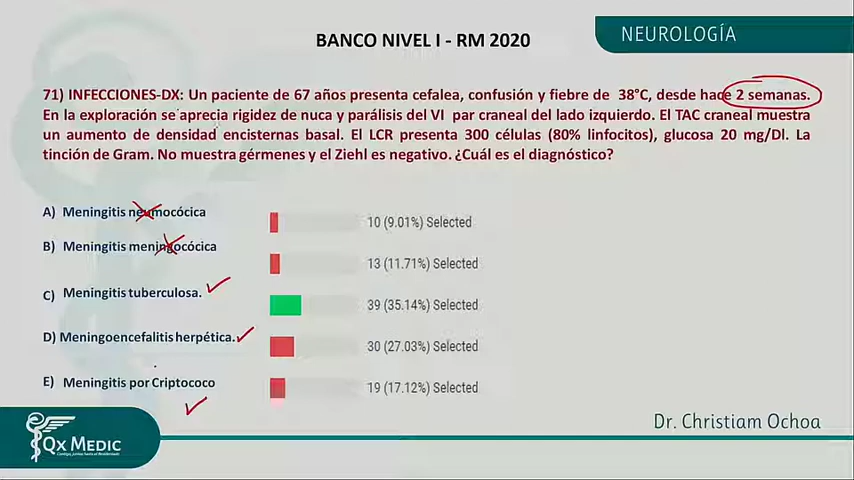 BANCO NIVEL I - RM 2020
NEUROLOGÍA
71) INFECCIONES-DX: Un paciente de 67 años presenta cefalea, confusión y fiebre de 38°C, desde hace 2 semanas.
En la exploración se aprecia rigidez de nuca y parálisis del VI par craneal del lado izquierdo. El TAC craneal muestra
un aumento de densidad encisternas basal. El LCR presenta 300 células (80% linfocitos), glucosa 20 mg/Dl. La
tinción de Gram. No muestra gérmenes y el Ziehl es negativo. ¿Cuál es el diagnóstico?
A) Meningitis neumocócica
10 (9.01%) Selected
B) Meningitis meningocócica
13 (11.71%) Selected
C) Meningitis tuberculosa.
39 (35.14%) Selected
D) Meningoencefalitis herpética.
30 (27.03%) Selected
E) Meningitis por Criptococo
19 (17.12%) Selected
Dr. Christiam Ochoa
QX MEDIC